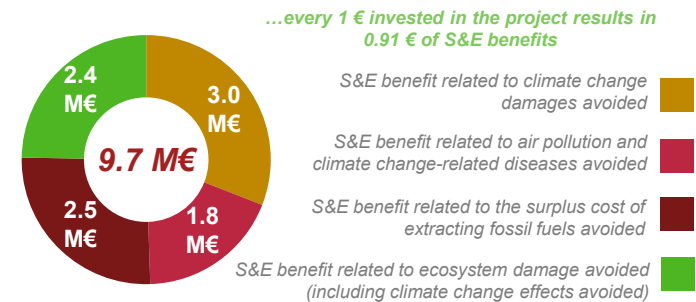 …every 1 € invested in the project results in
0.91 € of S&E benefits
2.4
M€
3.0
M€
9.7 M€
2.5
M€
1.8
M€
S&E benefit related to climate change
damages avoided
S&E benefit related to air pollution and
climate change-related diseases avoided
S&E benefit related to the surplus cost of
extracting fossil fuels avoided
S&E benefit related to ecosystem damage avoided
(including climate change effects avoided)